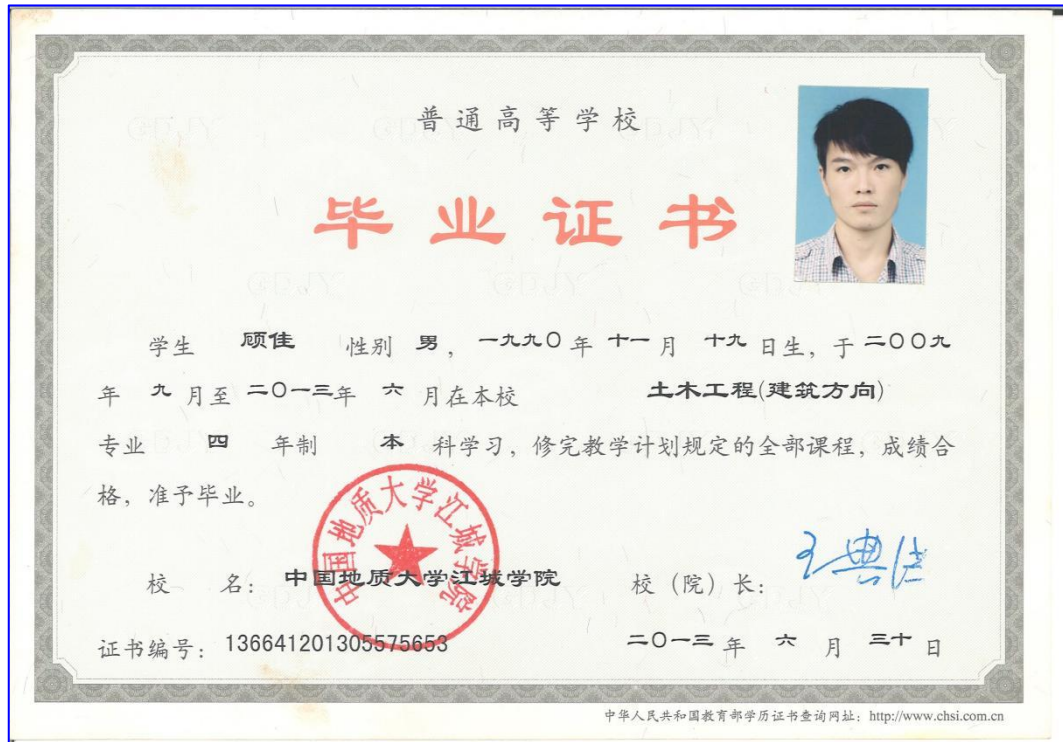 普通高等学校
毕业证书
学生 顾佳 性别 男，一九九〇年 十一 月 十九 日生，于 二〇〇九
年 九 月至 二〇一三年 六 月在本校 土木工程(建筑方向)
专业 四 年制 本 科学习，修完教学计划规定的全部课程，成绩合
格，准予毕业。
中国地质大学江城学院
校 名：中国地质大学江城学院 校（院）长：王典洪
证书编号：136641201305575653 二〇一三 年 六 月 三十 日
中华人民共和国教育部学历证书查询网址：http://www.chsi.com.cn